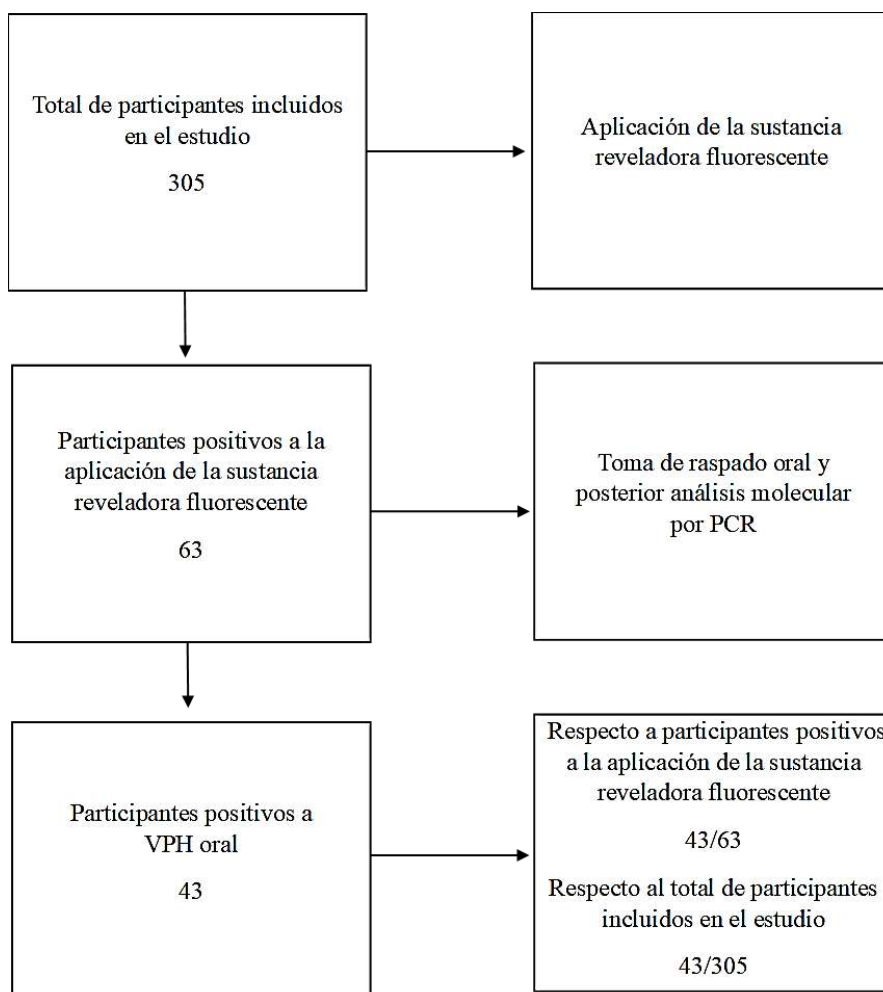 Total de participantes incluidos
en el estudio
305
Aplicación de la sustancia
reveladora fluorescente
Participantes positivos a la
aplicación de la sustancia
reveladora fluorescente
63
Toma de raspado oral y
posterior análisis molecular
por PCR
Participantes positivos a
VPH oral
43
Respecto a participantes positivos
a la aplicación de la sustancia
reveladora fluorescente
43/63
Respecto al total de participantes
incluidos en el estudio
43/305